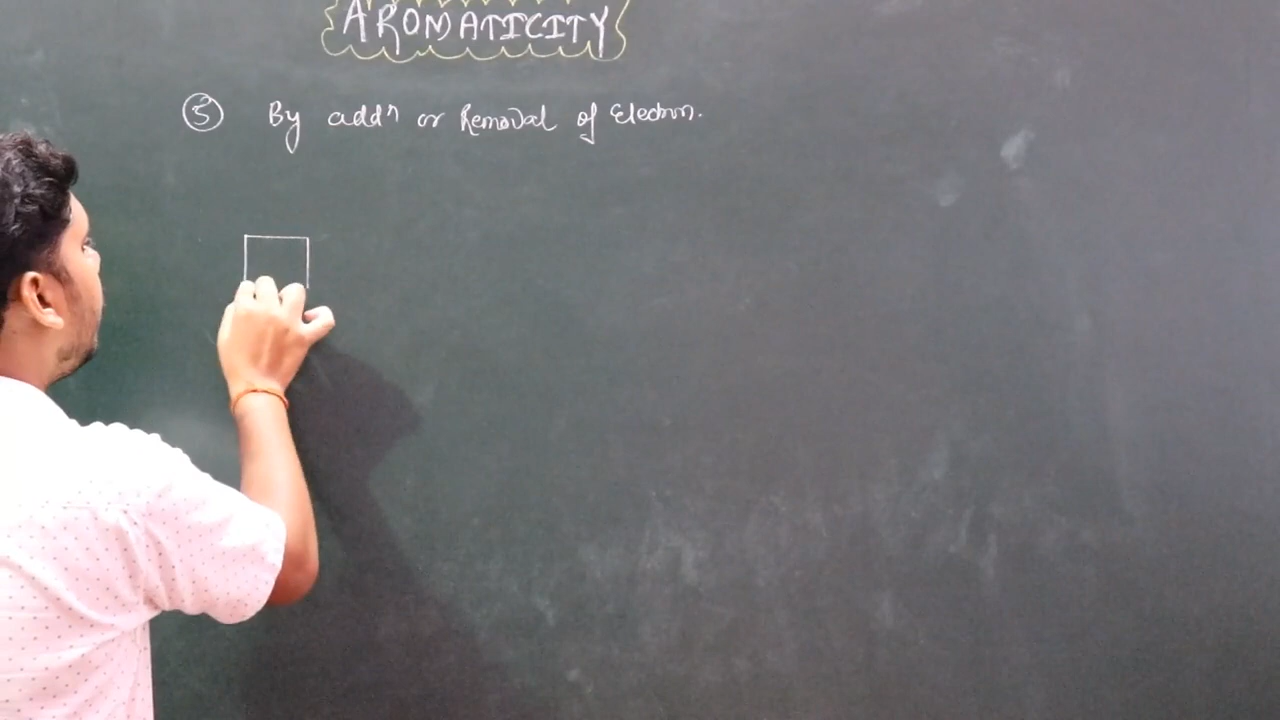 AROMATICITY
⑤ By addn or Removal of Electron.